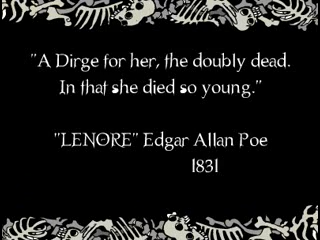 "A Dirge for her, the doubly dead.
In that she died so young."
"LENORE" Edgar Allan Poe
1831